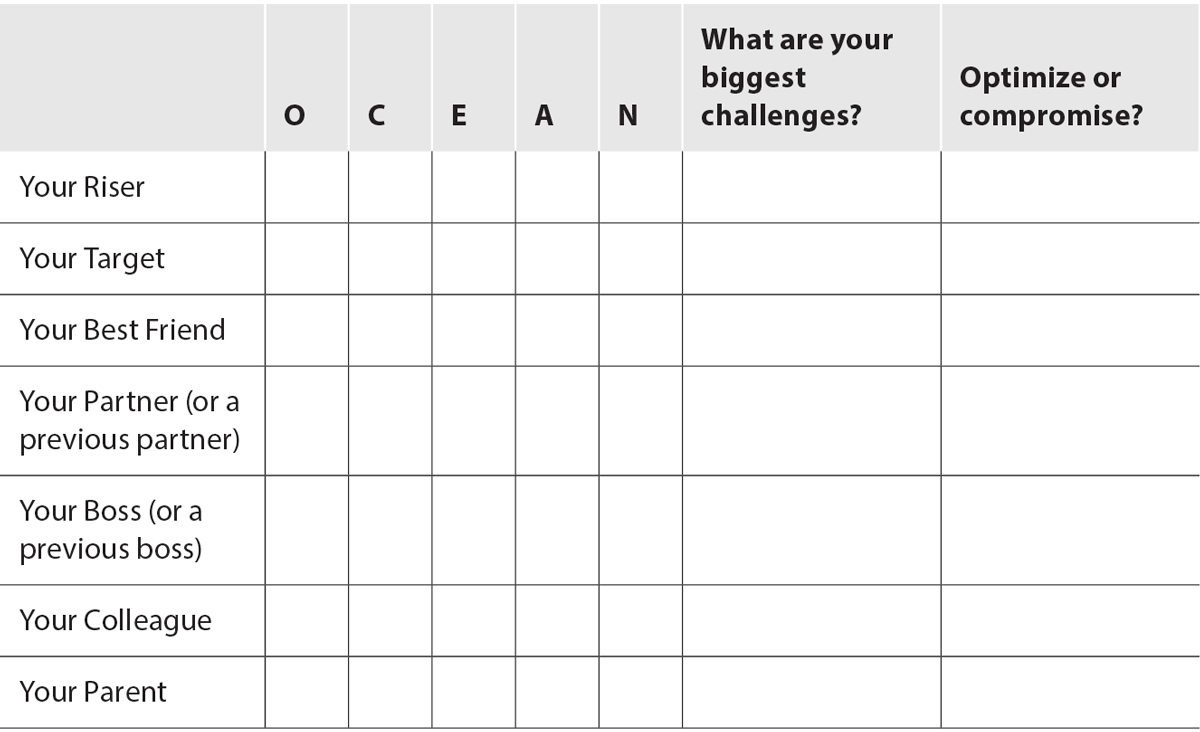 What are your
biggest
challenges?
Optimize or
compromise?
O C E A N
Your Riser
Your Target
Your Best Friend
Your Partner (or a
previous partner)
Your Boss (or a
previous boss)
Your Colleague
Your Parent